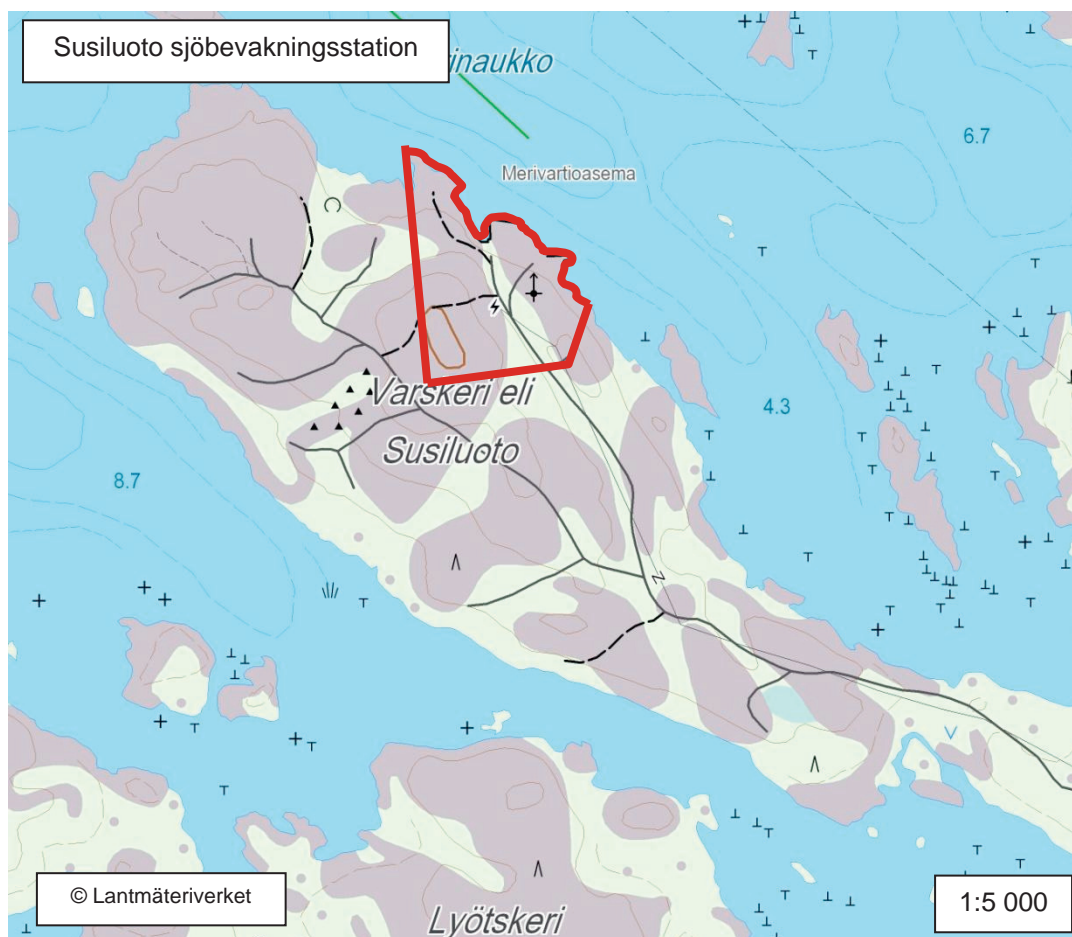 Susiluoto sjöbevakningsstation
6.7
Merivartioasema
Varskeri eli
Susiluoto
4.3
8.7
© Lantmäteriverket
1:5 000
Lyötskeri